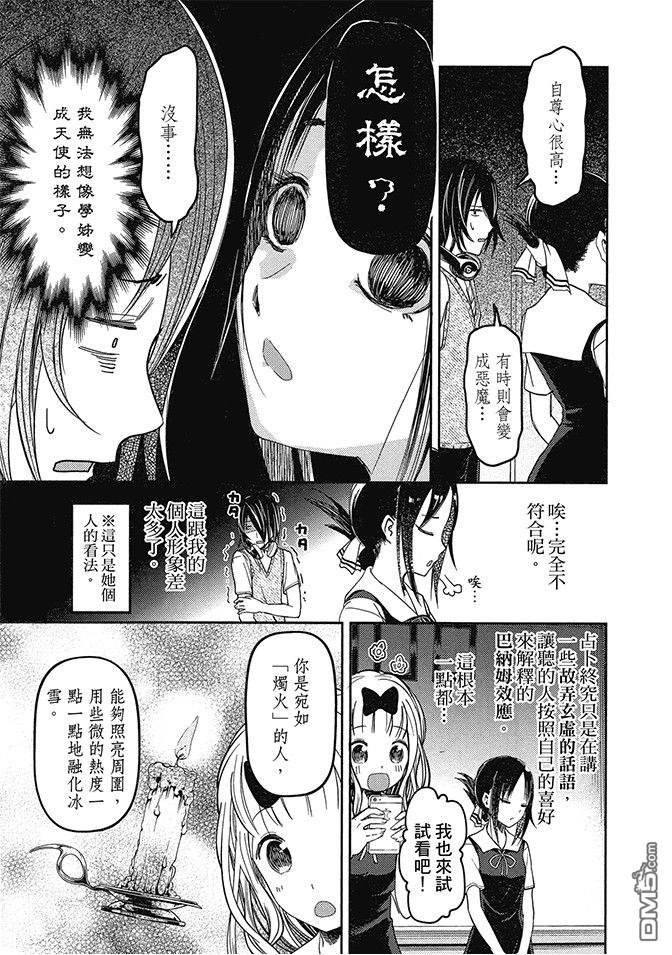 自尊心很高…
有時則會變
成惡魔…
怎樣？
沒事……
我無法想像學姊變
成天使的樣子。
唉…完全不
符合呢。
唉…
カタ
カタ
這跟我的
個人形象差
太多了。
※這只是她個
人的看法。
占卜終究只是在講
一些故弄玄虛的話語，
讓聽的人按照自己的喜好
來解釋的
巴納姆效應。
這根本
一點都…
我也來試
試看吧！
你是宛如
「燭火」的人，
能夠照亮周圍，
用些微的熱度一
點一點地融化冰
雪。
DM5.com